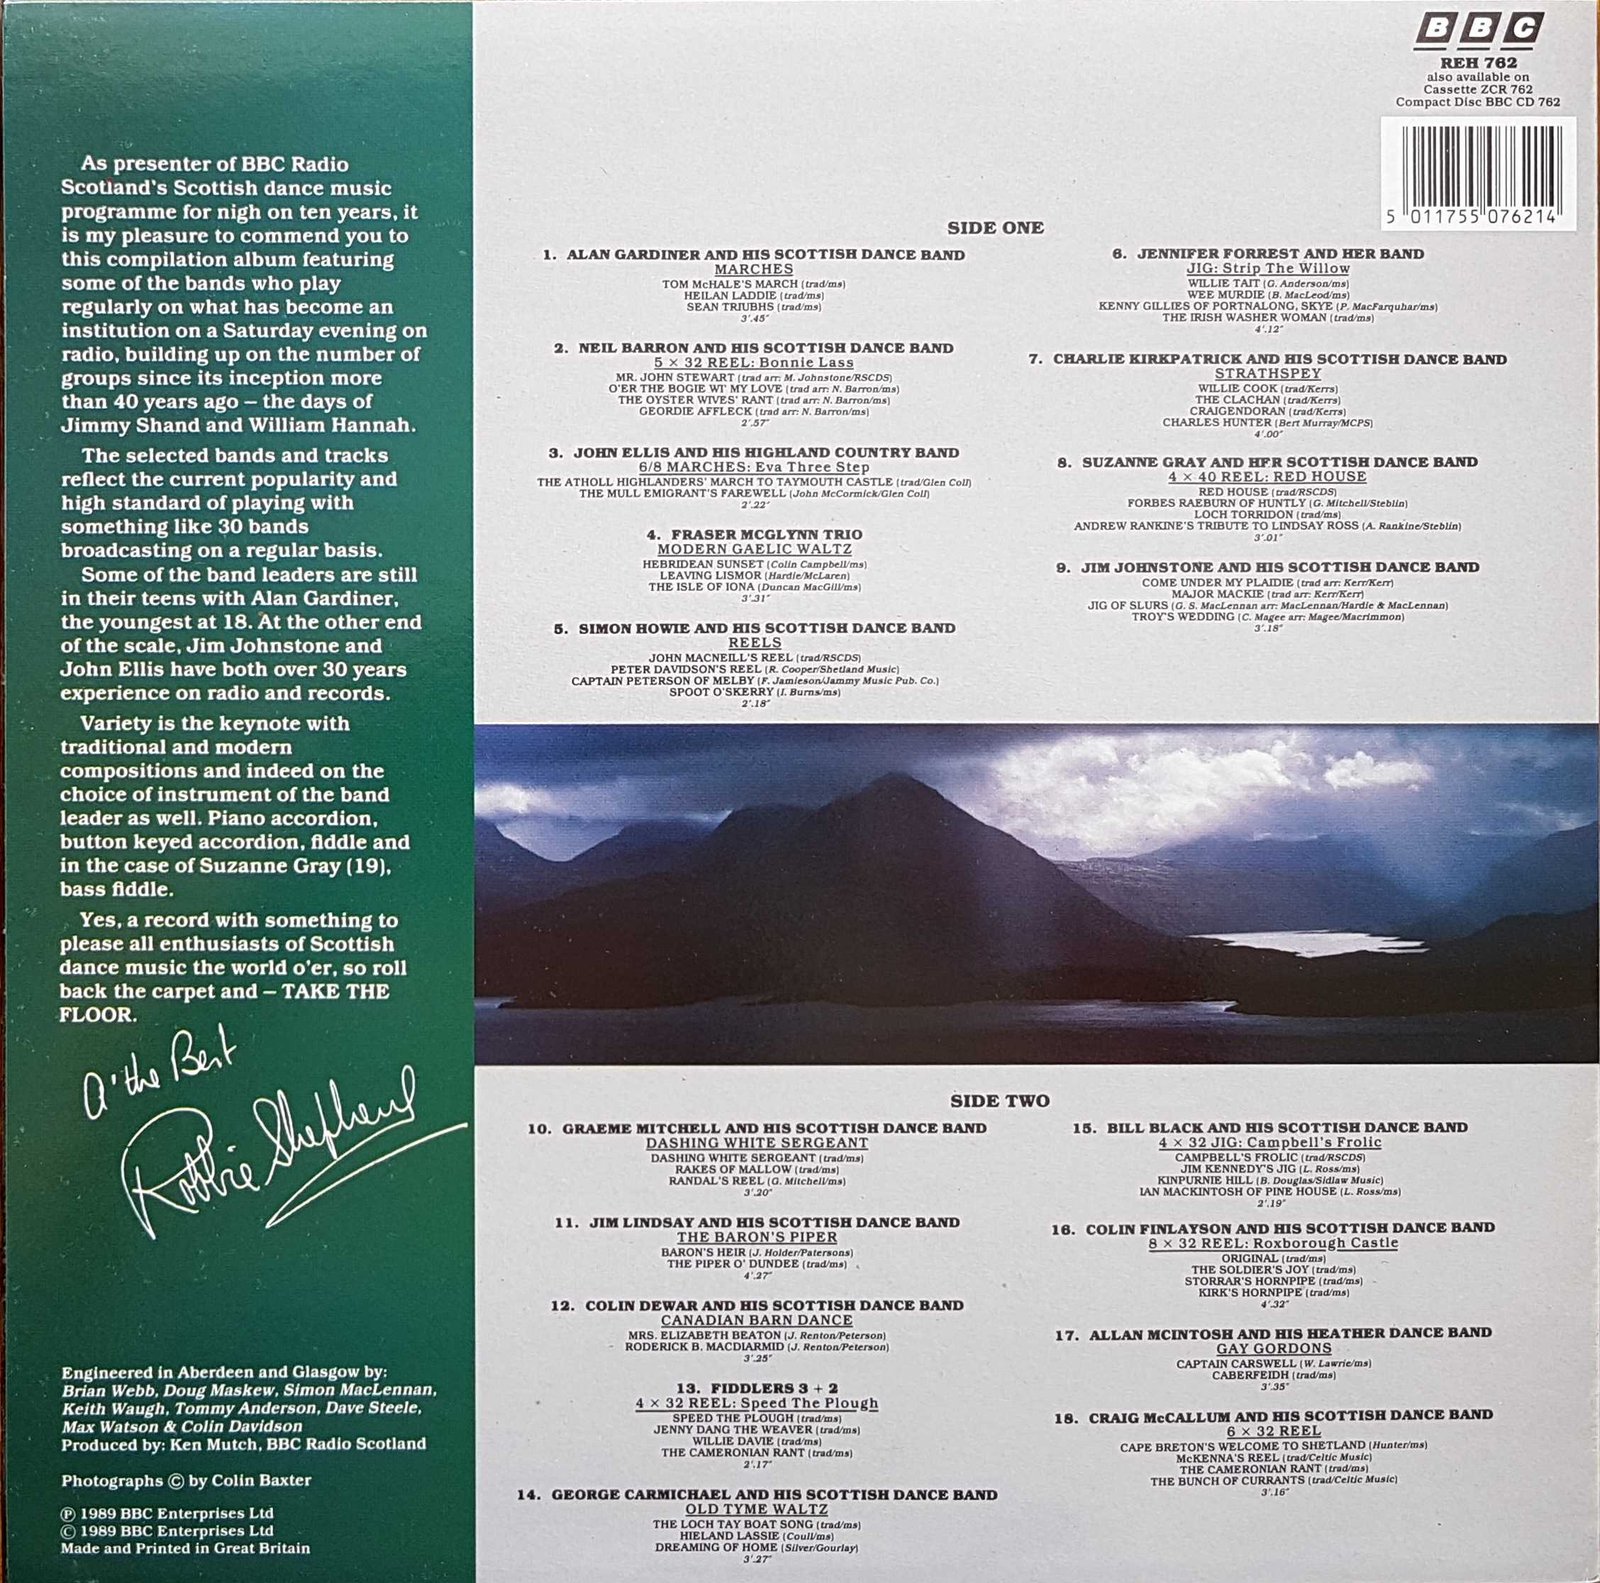 BBC
REH 762
also available on
Cassette ZCR 762
Compact Disc BBC CD 762
5 011755 076214
As presenter of BBC Radio
Scotland's Scottish dance music
programme for nigh on ten years, it
is my pleasure to commend you to
this compilation album featuring
some of the bands who play
regularly on what has become an
institution on a Saturday evening on
radio, building up on the number of
groups since its inception more
than 40 years ago – the days of
Jimmy Shand and William Hannah.
The selected bands and tracks
reflect the current popularity and
high standard of playing with
something like 30 bands
broadcasting on a regular basis.
Some of the band leaders are still
in their teens with Alan Gardiner,
the youngest at 18. At the other end
of the scale, Jim Johnstone and
John Ellis have both over 30 years
experience on radio and records.
Variety is the keynote with
traditional and modern
compositions and indeed on the
choice of instrument of the band
leader as well. Piano accordion,
button keyed accordion, fiddle and
in the case of Suzanne Gray (19),
bass fiddle.
Yes, a record with something to
please all enthusiasts of Scottish
dance music the world o'er, so roll
back the carpet and – TAKE THE
FLOOR.
A' the Best
Robbie Shepherd
Engineered in Aberdeen and Glasgow by:
Brian Webb, Doug Maskew, Simon MacLennan,
Keith Waugh, Tommy Anderson, Dave Steele,
Max Watson & Colin Davidson
Produced by: Ken Mutch, BBC Radio Scotland
Photographs © by Colin Baxter
℗ 1989 BBC Enterprises Ltd
© 1989 BBC Enterprises Ltd
Made and Printed in Great Britain
SIDE ONE
1. ALAN GARDINER AND HIS SCOTTISH DANCE BAND
MARCHES
TOM McHALE'S MARCH (trad/ms)
HEILAN LADDIE (trad/ms)
SEAN TRIUBHS (trad/ms)
3'.45"
2. NEIL BARRON AND HIS SCOTTISH DANCE BAND
5 × 32 REEL: Bonnie Lass
MR. JOHN STEWART (trad arr: M. Johnstone/RSCDS)
O'ER THE BOGIE WI' MY LOVE (trad arr: N. Barron/ms)
THE OYSTER WIVES' RANT (trad arr: N. Barron/ms)
GEORDIE AFFLECK (trad arr: N. Barron/ms)
2'.57"
3. JOHN ELLIS AND HIS HIGHLAND COUNTRY BAND
6/8 MARCHES: Eva Three Step
THE ATHOLL HIGHLANDERS' MARCH TO TAYMOUTH CASTLE (trad/Glen Coll)
THE MULL EMIGRANT'S FAREWELL (John McCormick/Glen Coll)
2'.22"
4. FRASER MCGLYNN TRIO
MODERN GAELIC WALTZ
HEBRIDEAN SUNSET (Colin Campbell/ms)
LEAVING LISMOR (Hardie/McLaren)
THE ISLE OF IONA (Duncan MacGill/ms)
3'.31"
5. SIMON HOWIE AND HIS SCOTTISH DANCE BAND
REELS
JOHN MACNEILL'S REEL (trad/RSCDS)
PETER DAVIDSON'S REEL (R. Cooper/Shetland Music)
CAPTAIN PETERSON OF MELBY (F. Jamieson/Jammy Music Pub. Co.)
SPOOT O'SKERRY (I. Burns/ms)
2'.18"
6. JENNIFER FORREST AND HER BAND
JIG: Strip The Willow
WILLIE TAIT (G. Anderson/ms)
WEE MURDIE (B. MacLeod/ms)
KENNY GILLIES OF PORTNALONG, SKYE (P. MacFarquhar/ms)
THE IRISH WASHER WOMAN (trad/ms)
4'.12"
7. CHARLIE KIRKPATRICK AND HIS SCOTTISH DANCE BAND
STRATHSPEY
WILLIE COOK (trad/Kerrs)
THE CLACHAN (trad/Kerrs)
CRAIGENDORAN (trad/Kerrs)
CHARLES HUNTER (Bert Murray/MCPS)
4'.00"
8. SUZANNE GRAY AND HER SCOTTISH DANCE BAND
4 × 40 REEL: RED HOUSE
RED HOUSE (trad/RSCDS)
FORBES RAEBURN OF HUNTLY (G. Mitchell/Steblin)
LOCH TORRIDON (trad/ms)
ANDREW RANKINE'S TRIBUTE TO LINDSAY ROSS (A. Rankine/Steblin)
3'.01"
9. JIM JOHNSTONE AND HIS SCOTTISH DANCE BAND
COME UNDER MY PLAIDIE (trad arr: Kerr/Kerr)
MAJOR MACKIE (trad arr: Kerr/Kerr)
JIG OF SLURS (G. S. MacLennan arr: MacLennan/Hardie & MacLennan)
TROY'S WEDDING (C. Magee arr: Magee/Macrimmon)
3'.18"
SIDE TWO
10. GRAEME MITCHELL AND HIS SCOTTISH DANCE BAND
DASHING WHITE SERGEANT
DASHING WHITE SERGEANT (trad/ms)
RAKES OF MALLOW (trad/ms)
RANDAL'S REEL (G. Mitchell/ms)
3'.20"
11. JIM LINDSAY AND HIS SCOTTISH DANCE BAND
THE BARON'S PIPER
BARON'S HEIR (J. Holder/Patersons)
THE PIPER O' DUNDEE (trad/ms)
4'.27"
12. COLIN DEWAR AND HIS SCOTTISH DANCE BAND
CANADIAN BARN DANCE
MRS. ELIZABETH BEATON (J. Renton/Peterson)
RODERICK B. MACDIARMID (J. Renton/Peterson)
3'.25"
13. FIDDLERS 3 + 2
4 × 32 REEL: Speed The Plough
SPEED THE PLOUGH (trad/ms)
JENNY DANG THE WEAVER (trad/ms)
WILLIE DAVIE (trad/ms)
THE CAMERONIAN RANT (trad/ms)
2'.17"
14. GEORGE CARMICHAEL AND HIS SCOTTISH DANCE BAND
OLD TYME WALTZ
THE LOCH TAY BOAT SONG (trad/ms)
HIELAND LASSIE (Coull/ms)
DREAMING OF HOME (Silver/Gourlay)
3'.27"
15. BILL BLACK AND HIS SCOTTISH DANCE BAND
4 × 32 JIG: Campbell's Frolic
CAMPBELL'S FROLIC (trad/RSCDS)
JIM KENNEDY'S JIG (L. Ross/ms)
KINPURNIE HILL (B. Douglas/Sidlaw Music)
IAN MACKINTOSH OF PINE HOUSE (L. Ross/ms)
2'.19"
16. COLIN FINLAYSON AND HIS SCOTTISH DANCE BAND
8 × 32 REEL: Roxborough Castle
ORIGINAL (trad/ms)
THE SOLDIER'S JOY (trad/ms)
STORRAR'S HORNPIPE (trad/ms)
KIRK'S HORNPIPE (trad/ms)
4'.32"
17. ALLAN MCINTOSH AND HIS HEATHER DANCE BAND
GAY GORDONS
CAPTAIN CARSWELL (W. Lawrie/ms)
CABERFEIDH (trad/ms)
3'.35"
18. CRAIG McCALLUM AND HIS SCOTTISH DANCE BAND
6 × 32 REEL
CAPE BRETON'S WELCOME TO SHETLAND (Hunter/ms)
McKENNA'S REEL (trad/Celtic Music)
THE CAMERONIAN RANT (trad/ms)
THE BUNCH OF CURRANTS (trad/Celtic Music)
3'.16"